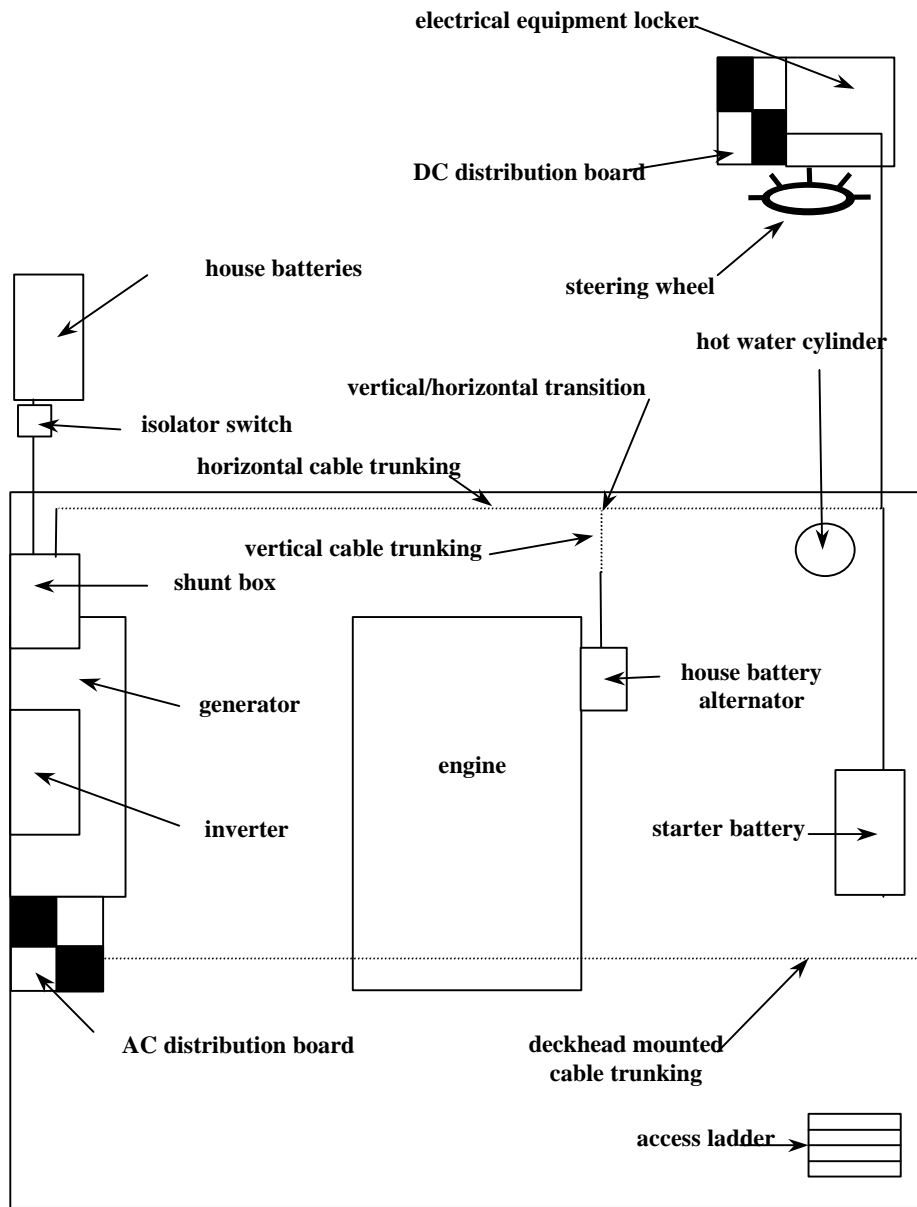 electrical equipment locker
DC distribution board
house batteries
steering wheel
hot water cylinder
vertical/horizontal transition
isolator switch
horizontal cable trunking
vertical cable trunking
shunt box
house battery
alternator
generator
engine
inverter
starter battery
AC distribution board
deckhead mounted
cable trunking
access ladder